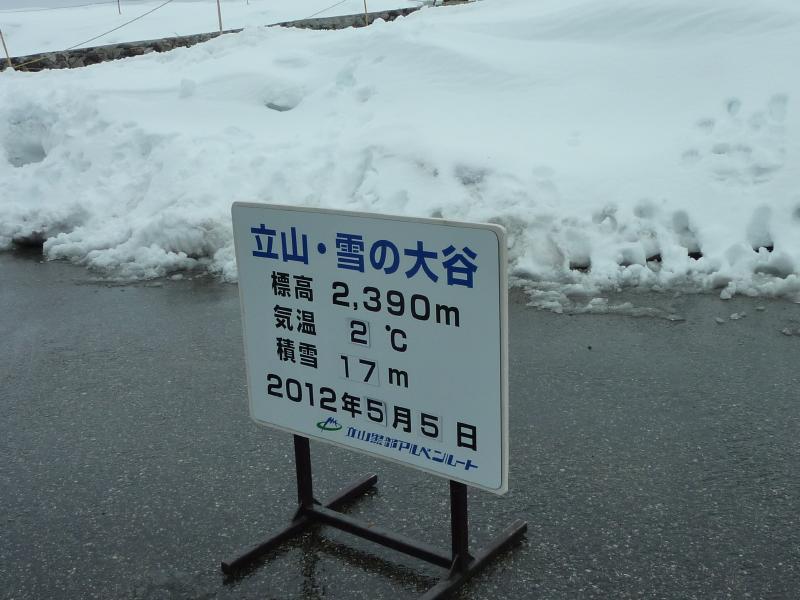 立山・雪の大谷
標高 2,390m
気温 2℃
積雪 17m
2012年5月5日
立山黒部アルペンルート